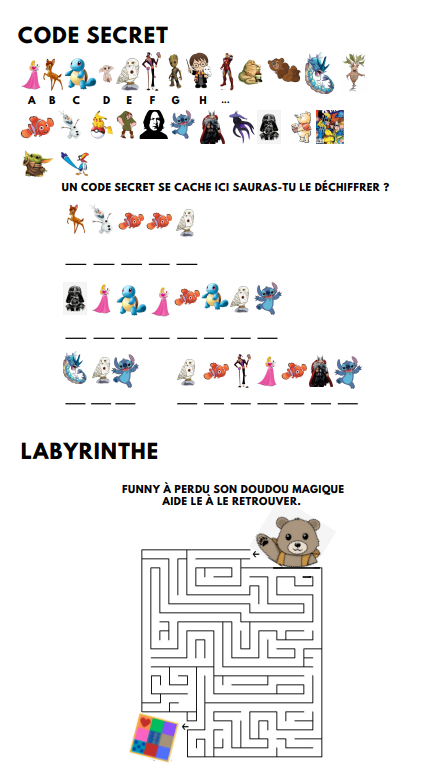 CODE SECRET
A B C D E F G H ...
UN CODE SECRET SE CACHE ICI SAURAS-TU LE DÉCHIFFRER ?
LABYRINTHE
FUNNY À PERDU SON DOUDOU MAGIQUE
AIDE LE À LE RETROUVER.